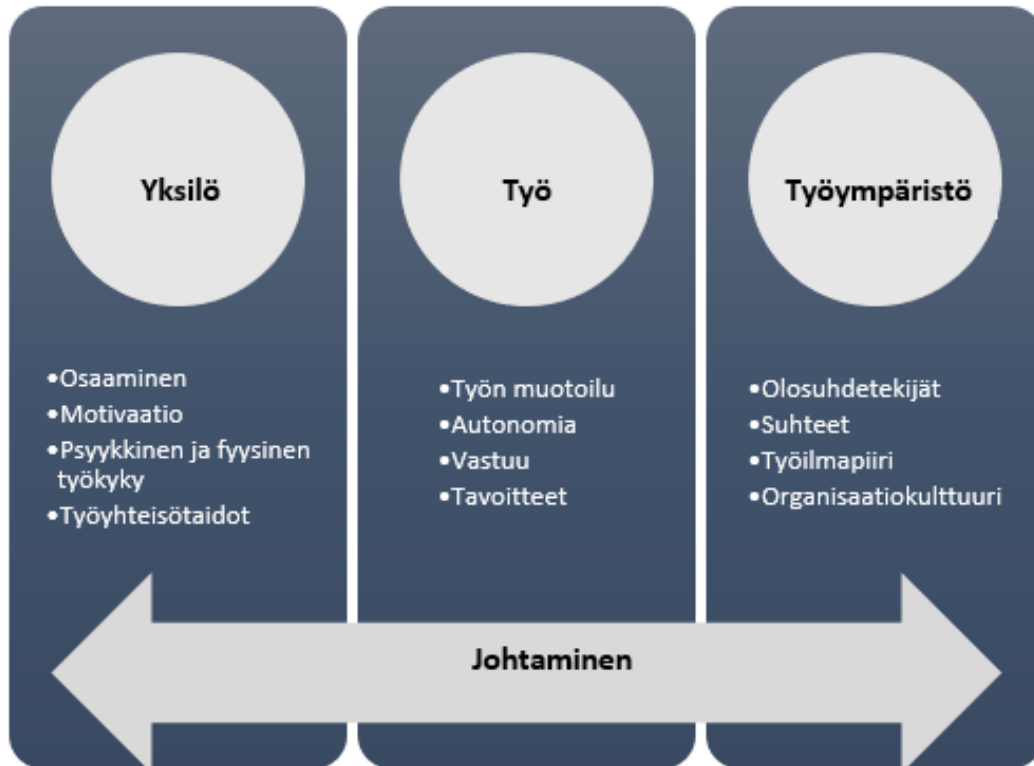 Yksilö
•Osaaminen
•Motivaatio
•Psyykkinen ja fyysinen
työkyky
•Työyhteisötaidot
Työ
•Työn muotoilu
•Autonomia
•Vastuu
•Tavoitteet
Työympäristö
•Olosuhdetekijät
•Suhteet
•Työilmapiiri
•Organisaatiokulttuuri
Johtaminen